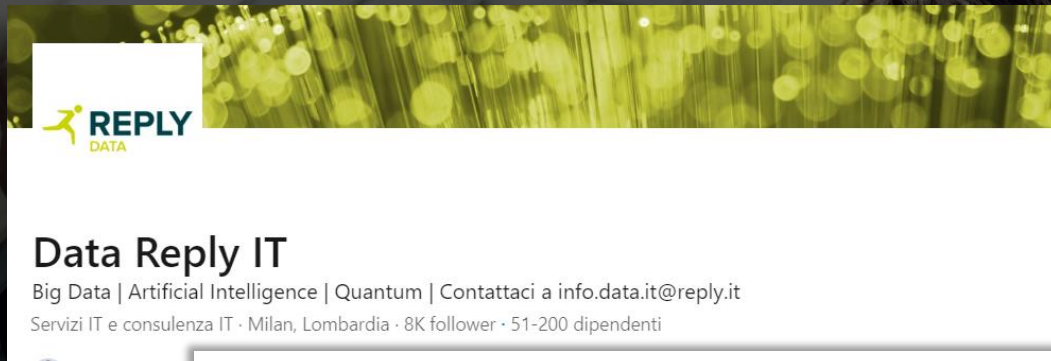 REPLY
DATA
Data Reply IT
Big Data | Artificial Intelligence | Quantum | Contattaci a info.data.it@reply.it
Servizi IT e consulenza IT · Milan, Lombardia · 8K follower · 51-200 dipendenti